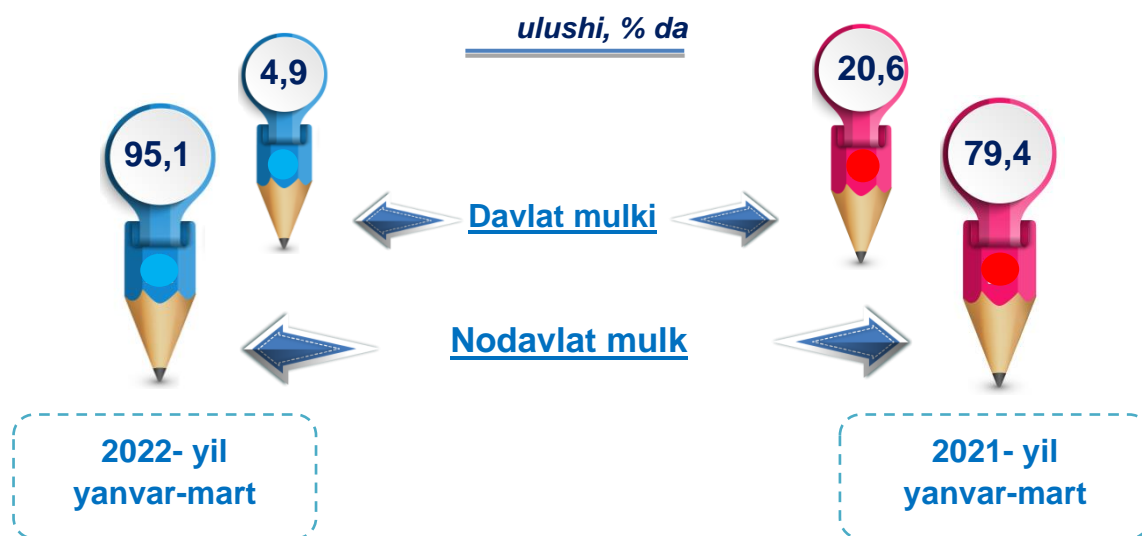 ulushi, % da
4,9
20,6
95,1
79,4
Davlat mulki
Nodavlat mulk
2022- yil
yanvar-mart
2021- yil
yanvar-mart